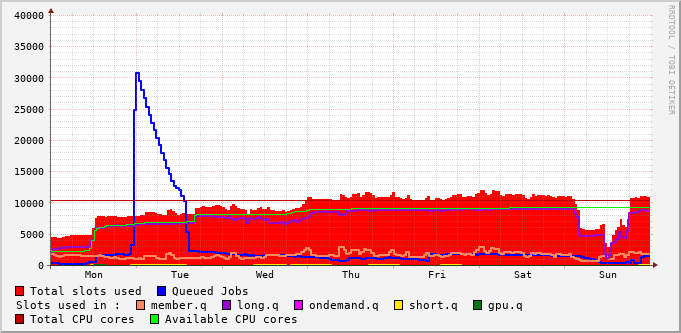 RRDTOOL / TOBI OETIKER
40000
35000
30000
25000
20000
15000
10000
5000
0
Mon Tue Wed Thu Fri Sat Sun
Total slots used Queued Jobs
Slots used in : member.q long.q ondemand.q short.q gpu.q
Total CPU cores Available CPU cores